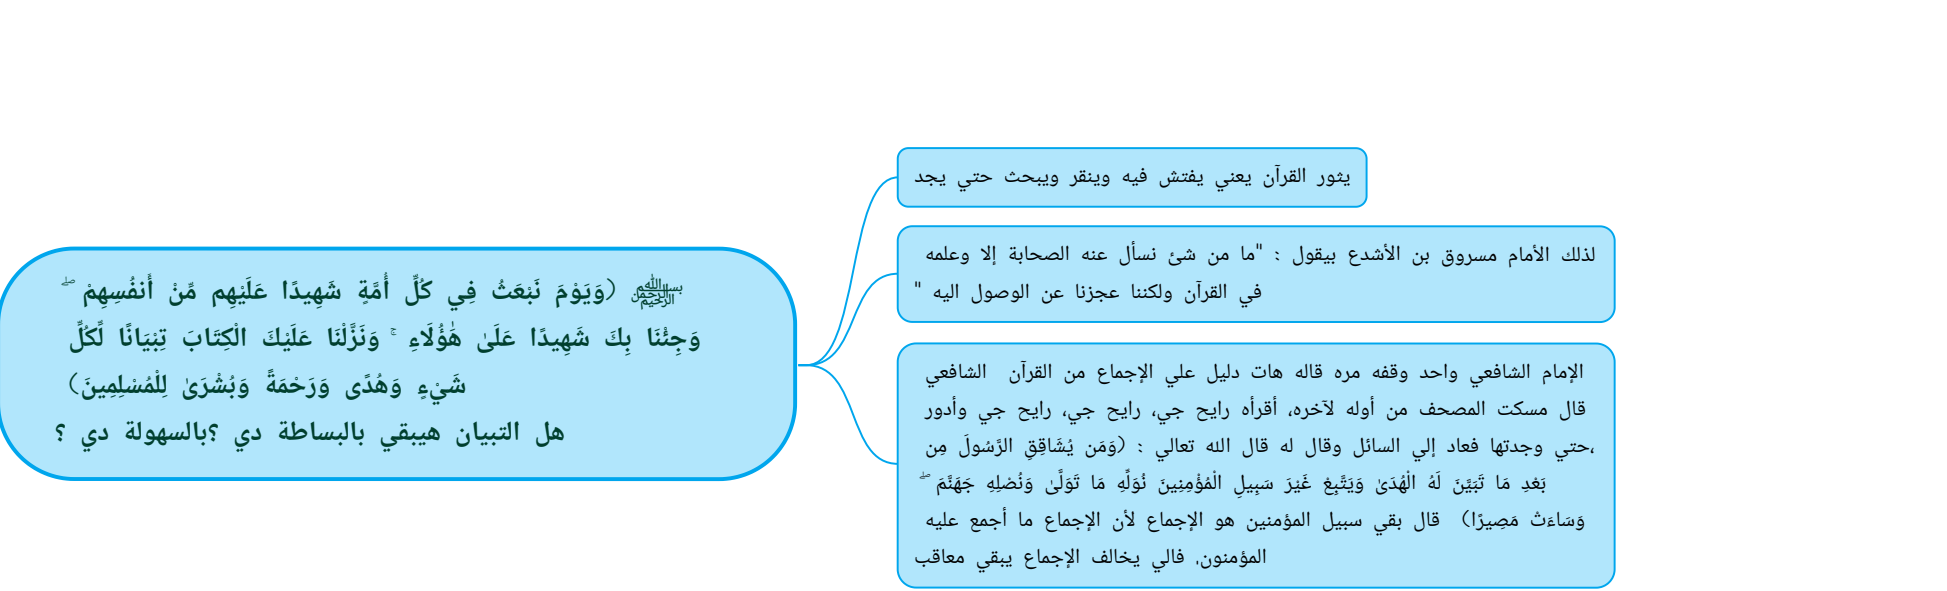 ﷽ (وَيَوْمَ نَبْعَثُ فِي كُلِّ أُمَّةٍ شَهِيدًا عَلَيْهِم مِّنْ أَنفُسِهِمْ ۖ
وَجِئْنَا بِكَ شَهِيدًا عَلَىٰ هَٰؤُلَاءِ ۚ وَنَزَّلْنَا عَلَيْكَ الْكِتَابَ تِبْيَانًا لِّكُلِّ
شَيْءٍ وَهُدًى وَرَحْمَةً وَبُشْرَىٰ لِلْمُسْلِمِينَ)
هل التبيان هيبقي بالبساطة دي ؟بالسهولة دي ؟
يثور القرآن يعني يفتش فيه وينقر ويبحث حتي يجد
لذلك الأمام مسروق بن الأشدع بيقول : "ما من شئ نسأل عنه الصحابة إلا وعلمه
في القرآن ولكننا عجزنا عن الوصول اليه "
الإمام الشافعي واحد وقفه مره قاله هات دليل علي الإجماع من القرآن الشافعي
قال مسكت المصحف من أوله لآخره، أقرأه رايح جي، رايح جي، رايح جي وأدور
،حتي وجدتها فعاد إلي السائل وقال له قال الله تعالي : (وَمَن يُشَاقِقِ الرَّسُولَ مِن
بَعْدِ مَا تَبَيَّنَ لَهُ الْهُدَىٰ وَيَتَّبِعْ غَيْرَ سَبِيلِ الْمُؤْمِنِينَ نُوَلِّهِ مَا تَوَلَّىٰ وَنُصْلِهِ جَهَنَّمَ ۖ
وَسَاءَتْ مَصِيرًا) قال بقي سبيل المؤمنين هو الإجماع لأن الإجماع ما أجمع عليه
المؤمنون, فالي يخالف الإجماع يبقي معاقب